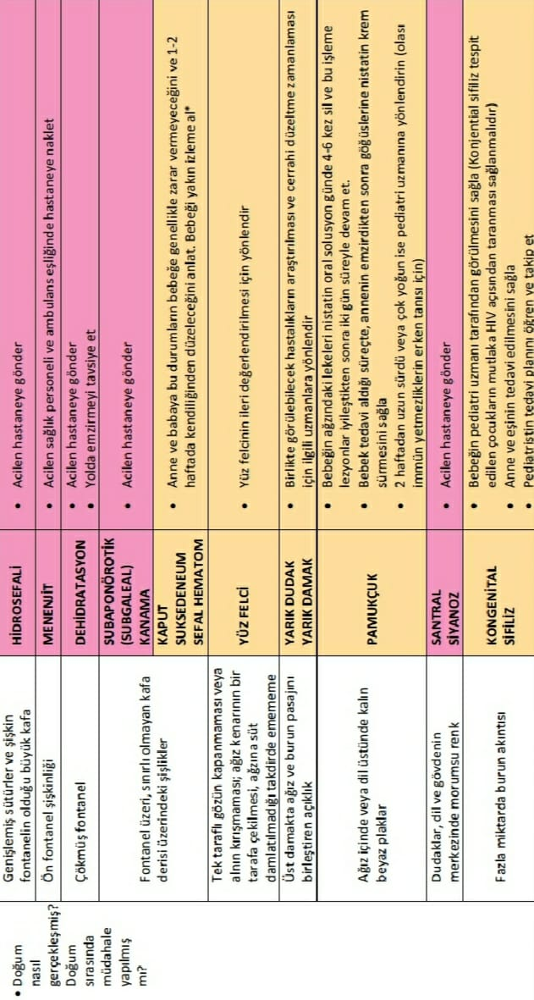 • Doğum
nasıl
gerçekleşmiş?
Doğum
sırasında
müdahale
yapılmış
mı?
Genişlemiş sütürler ve şişkin
fontanelin olduğu büyük kafa
HİDROSEFALİ
• Acilen hastaneye gönder
Ön fontanel şişkinliği
MENENJİT
• Acilen sağlık personeli ve ambulans eşliğinde hastaneye naklet
Çökmüş fontanel
DEHİDRATASYON
• Acilen hastaneye gönder
• Yolda emzirmeyi tavsiye et
Fontanel üzeri, sınırlı olmayan kafa
derisi üzerindeki şişlikler
SUBAPONÖROTİK
(SUBGALEAL)
KANAMA
• Acilen hastaneye gönder
KAPUT
SUKSEDENEUM
SEFAL HEMATOM
• Anne ve babaya bu durumların bebeğe genellikle zarar vermeyeceğini ve 1-2
haftada kendiliğinden düzeleceğini anlat. Bebeği yakın izleme al*
Tek taraflı gözün kapanmaması veya
alnın kırışmaması; ağız kenarının bir
tarafa çekilmesi, ağzına süt
damlatılmadığı takdirde emememe
YÜZ FELCİ
• Yüz felcinin ileri değerlendirilmesi için yönlendir
Üst damakta ağız ve burun pasajını
birleştiren açıklık
YARIK DUDAK
YARIK DAMAK
• Birlikte görülebilecek hastalıkların araştırılması ve cerrahi düzeltme zamanlaması
için ilgili uzmanlara yönlendir
Ağız içinde veya dil üstünde kalın
beyaz plaklar
PAMUKÇUK
• Bebeğin ağzındaki lekeleri nistatin oral solusyon günde 4-6 kez sil ve bu işleme
lezyonlar iyileştikten sonra iki gün süreyle devam et.
• Bebek tedavi aldığı süreçte, annenin emzirdikten sonra göğüslerine nistatin krem
sürmesini sağla
• 2 haftadan uzun sürdü veya çok yoğun ise pediatri uzmanına yönlendirin (olası
immün yetmezliklerin erken tanısı için)
Dudaklar, dil ve gövdenin
merkezinde morumsu renk
SANTRAL
SİYANOZ
• Acilen hastaneye gönder
Fazla miktarda burun akıntısı
KONGENİTAL
SİFİLİZ
• Bebeğin pediatri uzmanı tarafından görülmesini sağla (Konjential sifiliz tespit
edilen çocukların mutlaka HIV açısından taranması sağlanmalıdır)
• Anne ve eşinin tedavi edilmesini sağla
• Pediatristin tedavi planını öğren ve takip et